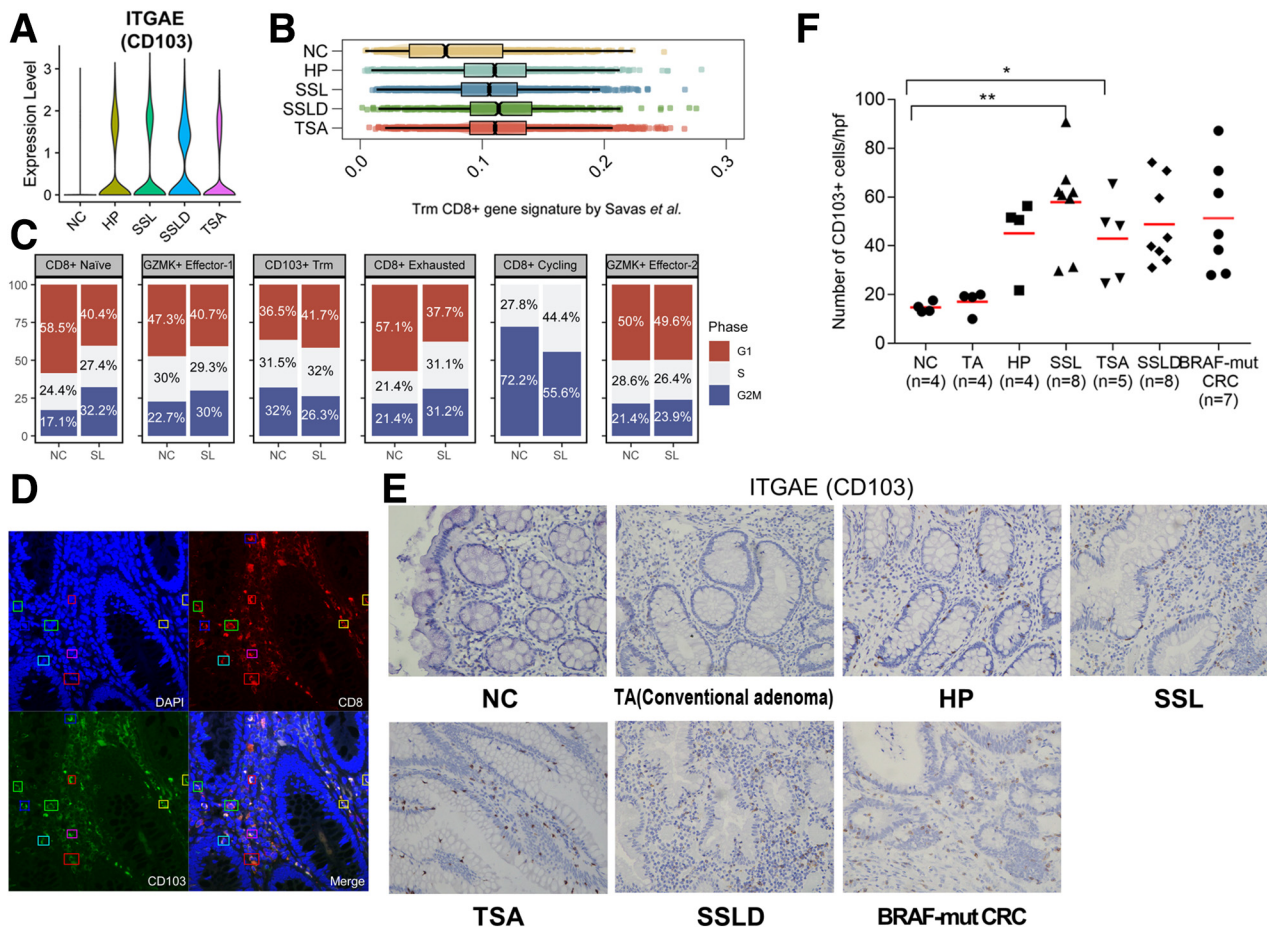 A
ITGAE
(CD103)
Expression Level
3
2
1
0
NC
HP
SSL
SSLD
TSA
B
NC
HP
SSL
SSLD
TSA
0.0
0.1
0.2
0.3
Trm CD8+ gene signature by Savas et al.
C
CD8+ Naïve
GZMK+ Effector-1
CD103+ Trm
CD8+ Exhausted
CD8+ Cycling
GZMK+ Effector-2
100
75
50
25
0
58.5%
24.4%
17.1%
40.4%
27.4%
32.2%
NC
SL
47.3%
30%
22.7%
40.7%
29.3%
30%
NC
SL
36.5%
31.5%
32%
41.7%
32%
26.3%
NC
SL
57.1%
21.4%
21.4%
37.7%
31.1%
31.2%
NC
SL
27.8%
72.2%
44.4%
55.6%
NC
SL
50%
28.6%
21.4%
49.6%
26.4%
23.9%
NC
SL
Phase
G1
S
G2M
F
*
**
Number of CD103+ cells/hpf
100
80
60
40
20
0
NC
(n=4)
TA
(n=4)
HP
(n=4)
SSL
(n=8)
TSA
(n=5)
SSLD
(n=8)
BRAF-mut
CRC
(n=7)
D
DAPI
CD8
CD103
Merge
E
ITGAE (CD103)
NC
TA(Conventional adenoma)
HP
SSL
TSA
SSLD
BRAF-mut CRC